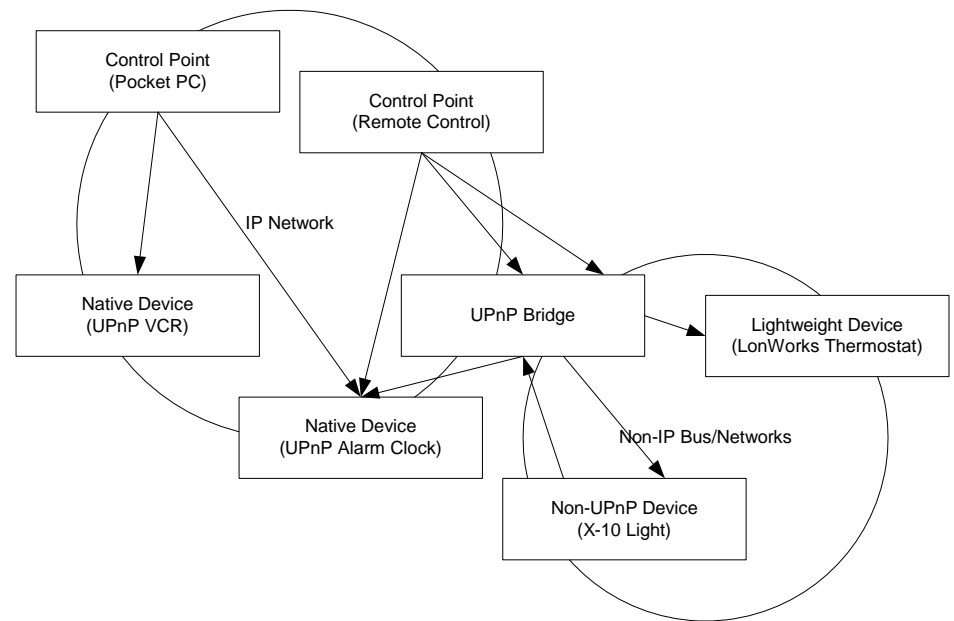 Control Point
(Pocket PC)
Control Point
(Remote Control)
IP Network
Native Device
(UPnP VCR)
UPnP Bridge
Lightweight Device
(LonWorks Thermostat)
Native Device
(UPnP Alarm Clock)
Non-IP Bus/Networks
Non-UPnP Device
(X-10 Light)